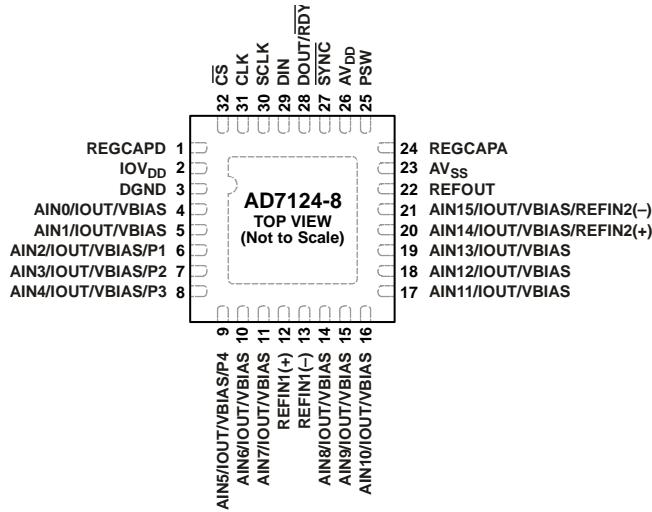 32 C̅S̅
31 CLK
30 SCLK
29 DIN
28 DOUT/R̅D̅Y̅
27 S̅Y̅N̅C̅
26 AVDD
25 PSW
REGCAPD 1
IOVDD 2
DGND 3
AIN0/IOUT/VBIAS 4
AIN1/IOUT/VBIAS 5
AIN2/IOUT/VBIAS/P1 6
AIN3/IOUT/VBIAS/P2 7
AIN4/IOUT/VBIAS/P3 8
AD7124-8
TOP VIEW
(Not to Scale)
24 REGCAPA
23 AVSS
22 REFOUT
21 AIN15/IOUT/VBIAS/REFIN2(–)
20 AIN14/IOUT/VBIAS/REFIN2(+)
19 AIN13/IOUT/VBIAS
18 AIN12/IOUT/VBIAS
17 AIN11/IOUT/VBIAS
AIN5/IOUT/VBIAS/P4 9
AIN6/IOUT/VBIAS 10
AIN7/IOUT/VBIAS 11
REFIN1(+) 12
REFIN1(–) 13
AIN8/IOUT/VBIAS 14
AIN9/IOUT/VBIAS 15
AIN10/IOUT/VBIAS 16